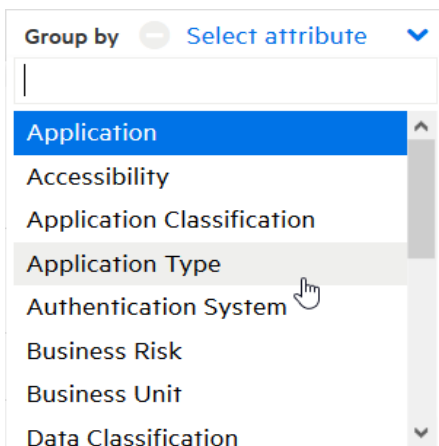 Group by Select attribute
Application
Accessibility
Application Classification
Application Type
Authentication System
Business Risk
Business Unit
Data Classification